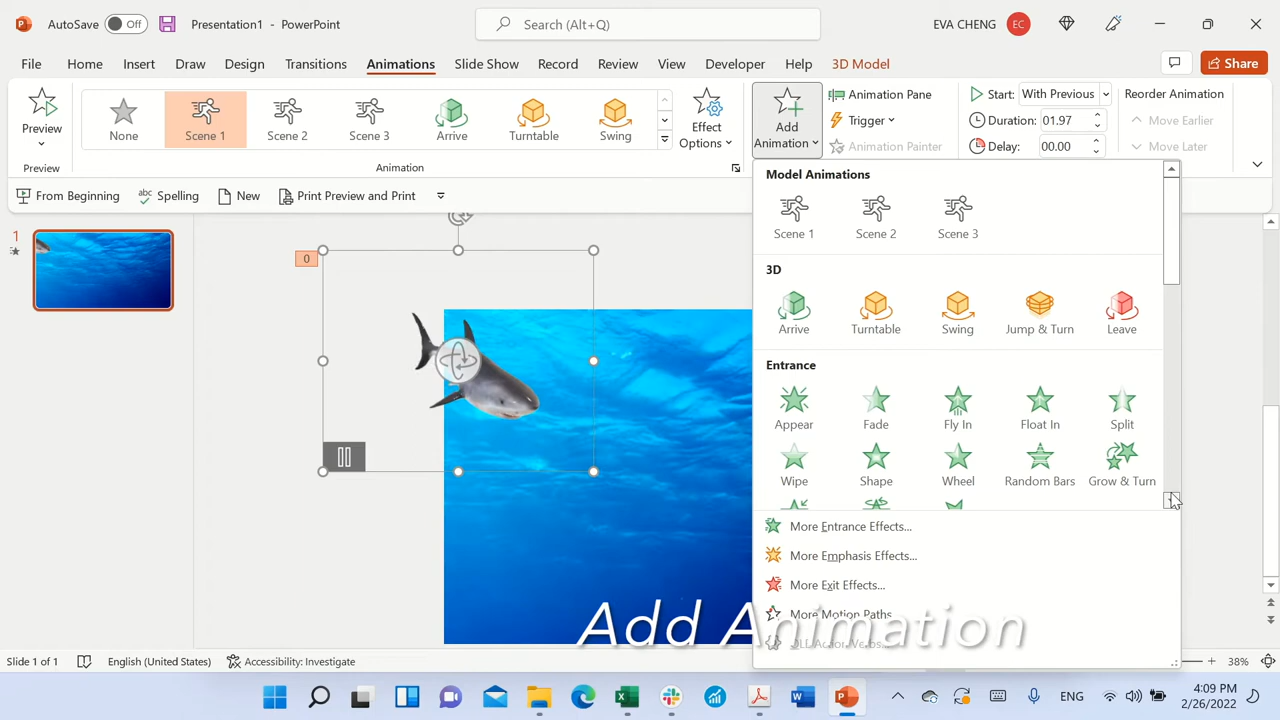 AutoSave Off Presentation1 - PowerPoint Search (Alt+Q) EVA CHENG EC
File Home Insert Draw Design Transitions Animations Slide Show Record Review View Developer Help 3D Model Share
Preview
None Scene 1 Scene 2 Scene 3 Arrive Turntable Swing
Effect Options
Add Animation
Animation Pane
Trigger
Animation Painter
Start: With Previous
Duration: 01.97
Delay: 00.00
Reorder Animation
Move Earlier
Move Later
Preview Animation
From Beginning abc Spelling New Print Preview and Print
1
0
Model Animations
Scene 1 Scene 2 Scene 3
3D
Arrive Turntable Swing Jump & Turn Leave
Entrance
Appear Fade Fly In Float In Split
Wipe Shape Wheel Random Bars Grow & Turn
More Entrance Effects...
More Emphasis Effects...
More Exit Effects...
More Motion Paths...
OLE Action Verbs...
Add Animation
Slide 1 of 1 English (United States) Accessibility: Investigate 38%
ENG 4:09 PM
2/26/2022